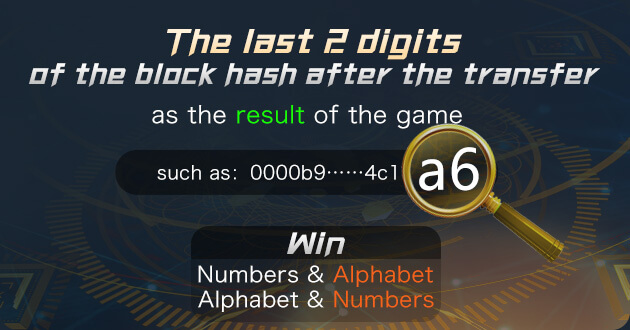 The last 2 digits
of the block hash after the transfer
as the result of the game
such as: 0000b9······4c1 a6
Win
Numbers & Alphabet
Alphabet & Numbers